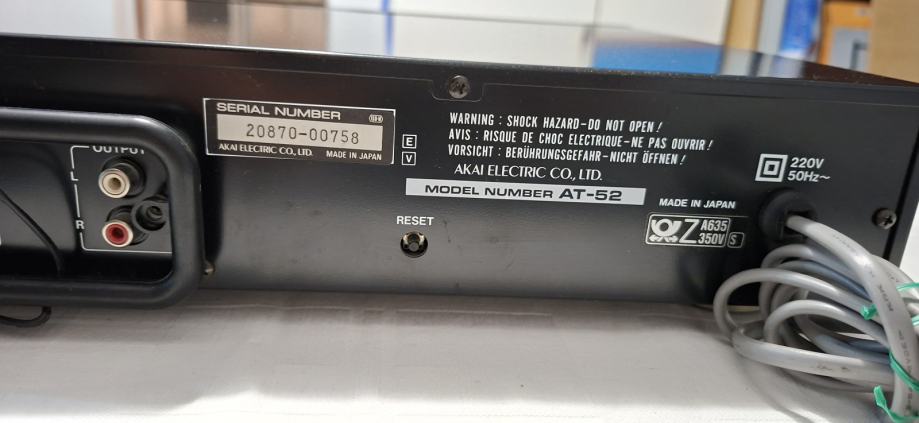 OUTPUT
L
R
SERIAL NUMBER
20870-00758
AKAI ELECTRIC CO., LTD. MADE IN JAPAN
E
V
WARNING : SHOCK HAZARD-DO NOT OPEN !
AVIS : RISQUE DE CHOC ELECTRIQUE-NE PAS OUVRIR !
VORSICHT : BERÜHRUNGSGEFAHR-NICHT ÖFFNEN !
AKAI ELECTRIC CO., LTD.
MODEL NUMBER AT-52
RESET
220V
50Hz~
MADE IN JAPAN
Z A635
350V S